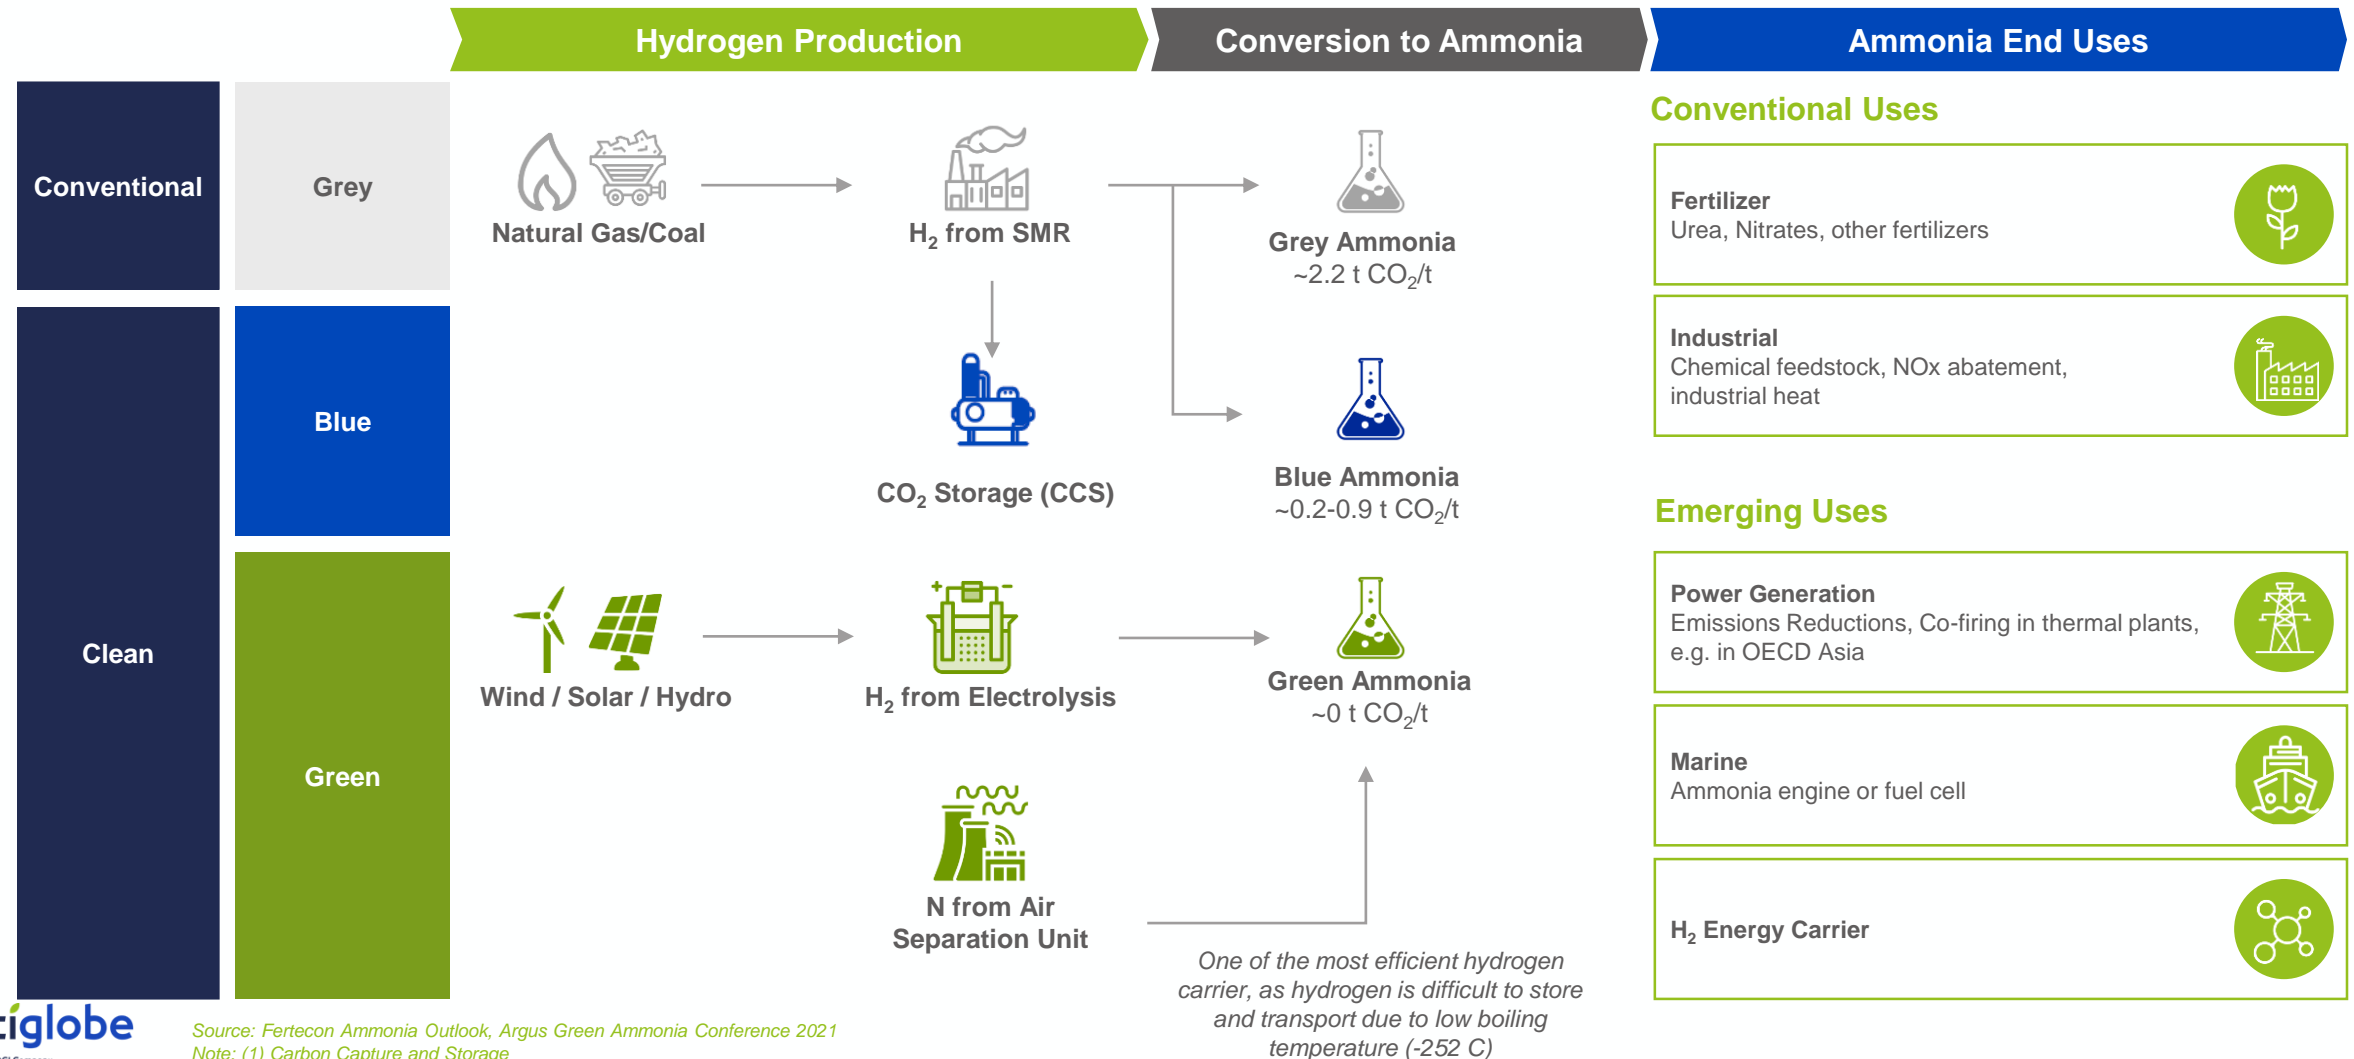 Hydrogen Production
Conversion to Ammonia
Ammonia End Uses
Conventional
Grey
Natural Gas/Coal
H₂ from SMR
Grey Ammonia
~2.2 t CO₂/t
Conventional Uses
Fertilizer
Urea, Nitrates, other fertilizers
Industrial
Chemical feedstock, NOx abatement,
industrial heat
Clean
Blue
CO₂ Storage (CCS)
Blue Ammonia
~0.2-0.9 t CO₂/t
Emerging Uses
Green
Wind / Solar / Hydro
H₂ from Electrolysis
Green Ammonia
~0 t CO₂/t
N from Air
Separation Unit
One of the most efficient hydrogen
carrier, as hydrogen is difficult to store
and transport due to low boiling
temperature (-252 C)
Power Generation
Emissions Reductions, Co-firing in thermal plants,
e.g. in OECD Asia
Marine
Ammonia engine or fuel cell
H₂ Energy Carrier
tiglobe
Source: Fertecon Ammonia Outlook, Argus Green Ammonia Conference 2021
Note: (1) Carbon Capture and Storage